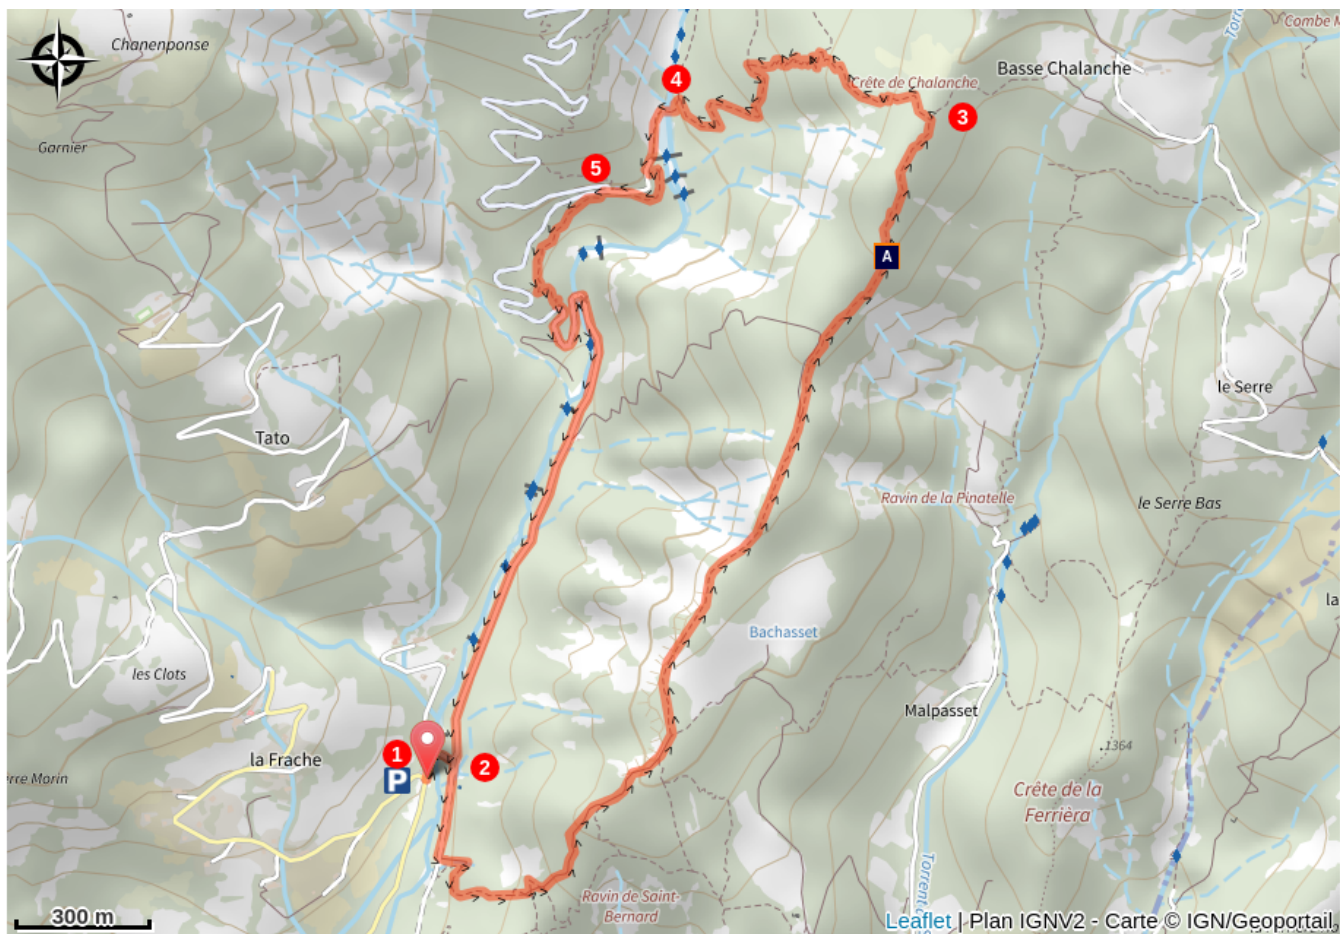 Chanenponse
Combe
4
Basse Chalanche
Crête de Chalanche
3
Garnier
5
A
le Serre
Tato
Ravin de la Pinatelle
le Serre Bas
la
Bachasset
les Clots
Malpasset
1
la Frache
2
P
.1364
Crête de la
Ferrièra
Ravin de Saint-
Bernard
Torrent
300 m
Leaflet | Plan IGNV2 - Carte © IGN/Geoportail